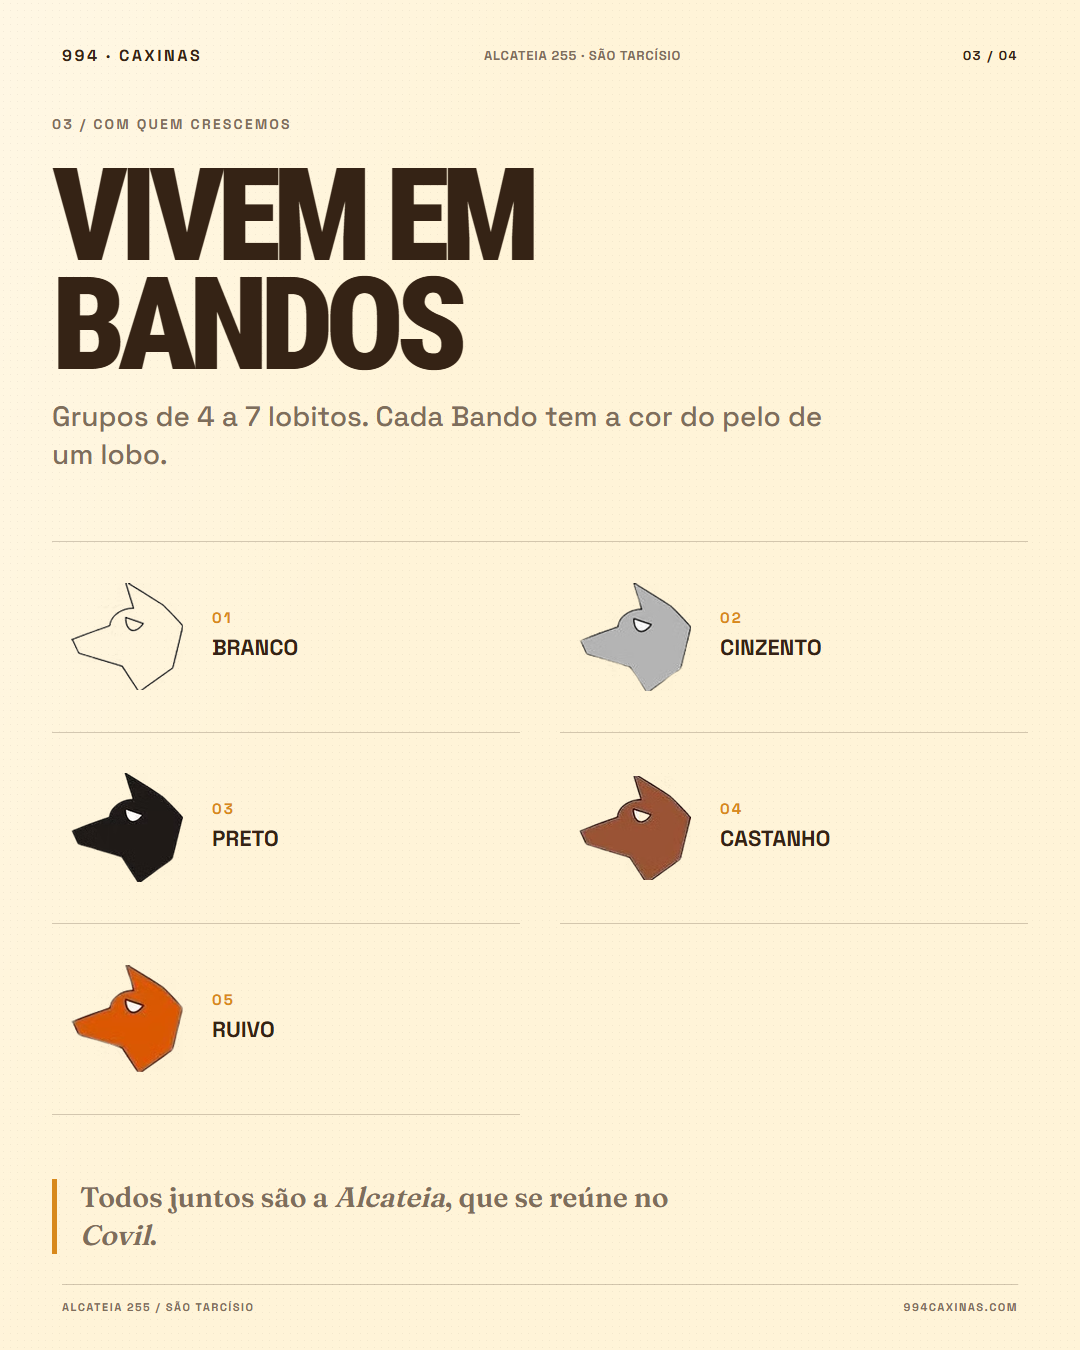 994 · CAXINAS
ALCATEIA 255 · SÃO TARCÍSIO
03 / 04
03 / COM QUEM CRESCEMOS
VIVEM EM
BANDOS
Grupos de 4 a 7 lobitos. Cada Bando tem a cor do pelo de
um lobo.
01
BRANCO
02
CINZENTO
03
PRETO
04
CASTANHO
05
RUIVO
Todos juntos são a Alcateia, que se reúne no
Covil.
ALCATEIA 255 / SÃO TARCÍSIO
994CAXINAS.COM